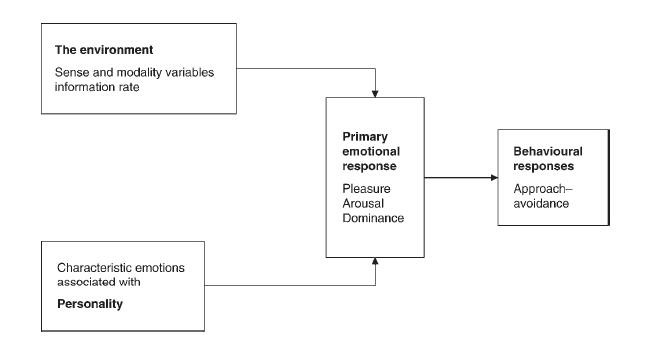 The environment
Sense and modality variables
information rate
Primary
emotional
response
Pleasure
Arousal
Dominance
Behavioural
responses
Approach–
avoidance
Characteristic emotions
associated with
Personality